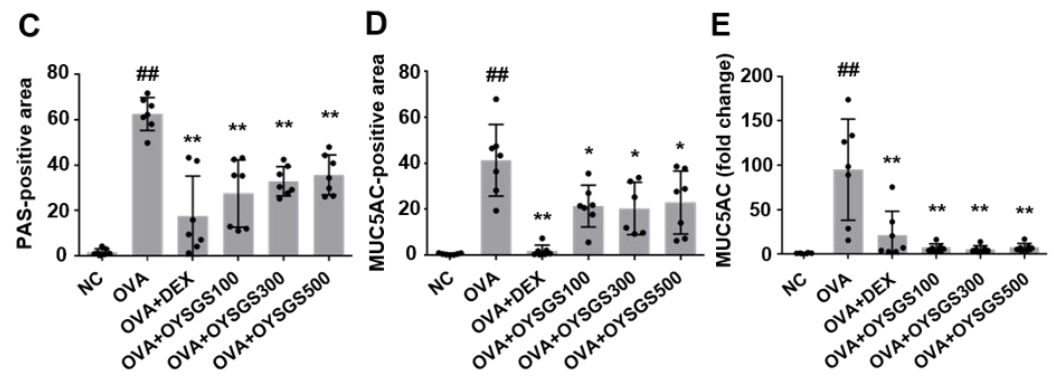 C
PAS-positive area
80
60
40
20
0
##
**
**
**
**
NC
OVA
OVA+DEX
OVA+OYSGS100
OVA+OYSGS300
OVA+OYSGS500
D
MUC5AC-positive area
80
60
40
20
0
##
**
*
*
*
NC
OVA
OVA+DEX
OVA+OYSGS100
OVA+OYSGS300
OVA+OYSGS500
E
MUC5AC (fold change)
200
150
100
50
0
##
**
**
**
**
NC
OVA
OVA+DEX
OVA+OYSGS100
OVA+OYSGS300
OVA+OYSGS500